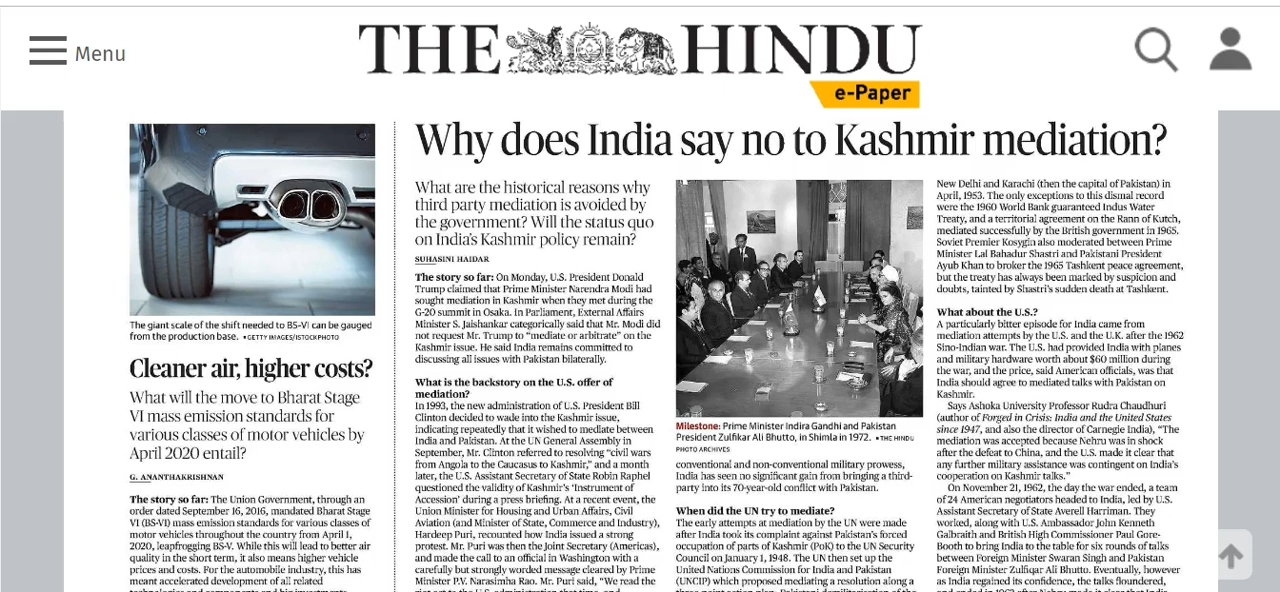 Menu
THE HINDU
e-Paper
The giant scale of the shift needed to BS-VI can be gauged
from the production base. • GETTY IMAGES/ISTOCKPHOTO
Cleaner air, higher costs?
What will the move to Bharat Stage
VI mass emission standards for
various classes of motor vehicles by
April 2020 entail?
G. ANANTHAKRISHNAN
The story so far: The Union Government, through an
order dated September 16, 2016, mandated Bharat Stage
VI (BS-VI) mass emission standards for various classes of
motor vehicles throughout the country from April 1,
2020, leapfrogging BS-V. While this will lead to better air
quality in the short term, it also means higher vehicle
prices and costs. For the automobile industry, this has
meant accelerated development of all related
Why does India say no to Kashmir mediation?
What are the historical reasons why
third party mediation is avoided by
the government? Will the status quo
on India's Kashmir policy remain?
SUHASINI HAIDAR
The story so far: On Monday, U.S. President Donald
Trump claimed that Prime Minister Narendra Modi had
sought mediation in Kashmir when they met during the
G-20 summit in Osaka. In Parliament, External Affairs
Minister S. Jaishankar categorically said that Mr. Modi did
not request Mr. Trump to "mediate or arbitrate" on the
Kashmir issue. He said India remains committed to
discussing all issues with Pakistan bilaterally.
What is the backstory on the U.S. offer of
mediation?
In 1993, the new administration of U.S. President Bill
Clinton decided to wade into the Kashmir issue,
indicating repeatedly that it wished to mediate between
India and Pakistan. At the UN General Assembly in
September, Mr. Clinton referred to resolving "civil wars
from Angola to the Caucasus to Kashmir," and a month
later, the U.S. Assistant Secretary of State Robin Raphel
questioned the validity of Kashmir's 'Instrument of
Accession' during a press briefing. At a recent event, the
Union Minister for Housing and Urban Affairs, Civil
Aviation (and Minister of State, Commerce and Industry),
Hardeep Puri, recounted how India issued a strong
protest. Mr. Puri was then the Joint Secretary (Americas),
and made the call to an official in Washington with a
carefully but strongly worded message cleared by Prime
Minister P.V. Narasimha Rao. Mr. Puri said, "We read the
Milestone: Prime Minister Indira Gandhi and Pakistan
President Zulfikar Ali Bhutto, in Shimla in 1972. • THE HINDU
PHOTO ARCHIVES
conventional and non-conventional military prowess,
India has seen no significant gain from bringing a third-
party into its 70-year-old conflict with Pakistan.
When did the UN try to mediate?
The early attempts at mediation by the UN were made
after India took its complaint against Pakistan's forced
occupation of parts of Kashmir (PoK) to the UN Security
Council on January 1, 1948. The UN then set up the
United Nations Commission for India and Pakistan
(UNCIP) which proposed mediating a resolution along a
New Delhi and Karachi (then the capital of Pakistan) in
April, 1953. The only exceptions to this dismal record
were the 1960 World Bank guaranteed Indus Water
Treaty, and a territorial agreement on the Rann of Kutch,
mediated successfully by the British government in 1965.
Soviet Premier Kosygin also moderated between Prime
Minister Lal Bahadur Shastri and Pakistani President
Ayub Khan to broker the 1965 Tashkent peace agreement,
but the treaty has always been marked by suspicion and
doubts, tainted by Shastri's sudden death at Tashkent.
What about the U.S.?
A particularly bitter episode for India came from
mediation attempts by the U.S. and the U.K. after the 1962
Sino-Indian war. The U.S. had provided India with planes
and military hardware worth about $60 million during
the war, and the price, said American officials, was that
India should agree to mediated talks with Pakistan on
Kashmir.
Says Ashoka University Professor Rudra Chaudhuri
(author of Forged in Crisis: India and the United States
since 1947, and also the director of Carnegie India), "The
mediation was accepted because Nehru was in shock
after the defeat to China, and the U.S. made it clear that
any further military assistance was contingent on India's
cooperation on Kashmir talks."
On November 21, 1962, the day the war ended, a team
of 24 American negotiators headed to India, led by U.S.
Assistant Secretary of State Averell Harriman. They
worked, along with U.S. Ambassador John Kenneth
Galbraith and British High Commissioner Paul Gore-
Booth to bring India to the table for six rounds of talks
between Foreign Minister Swaran Singh and Pakistan
Foreign Minister Zulfiqar Ali Bhutto. Eventually, however
as India regained its confidence, the talks floundered,